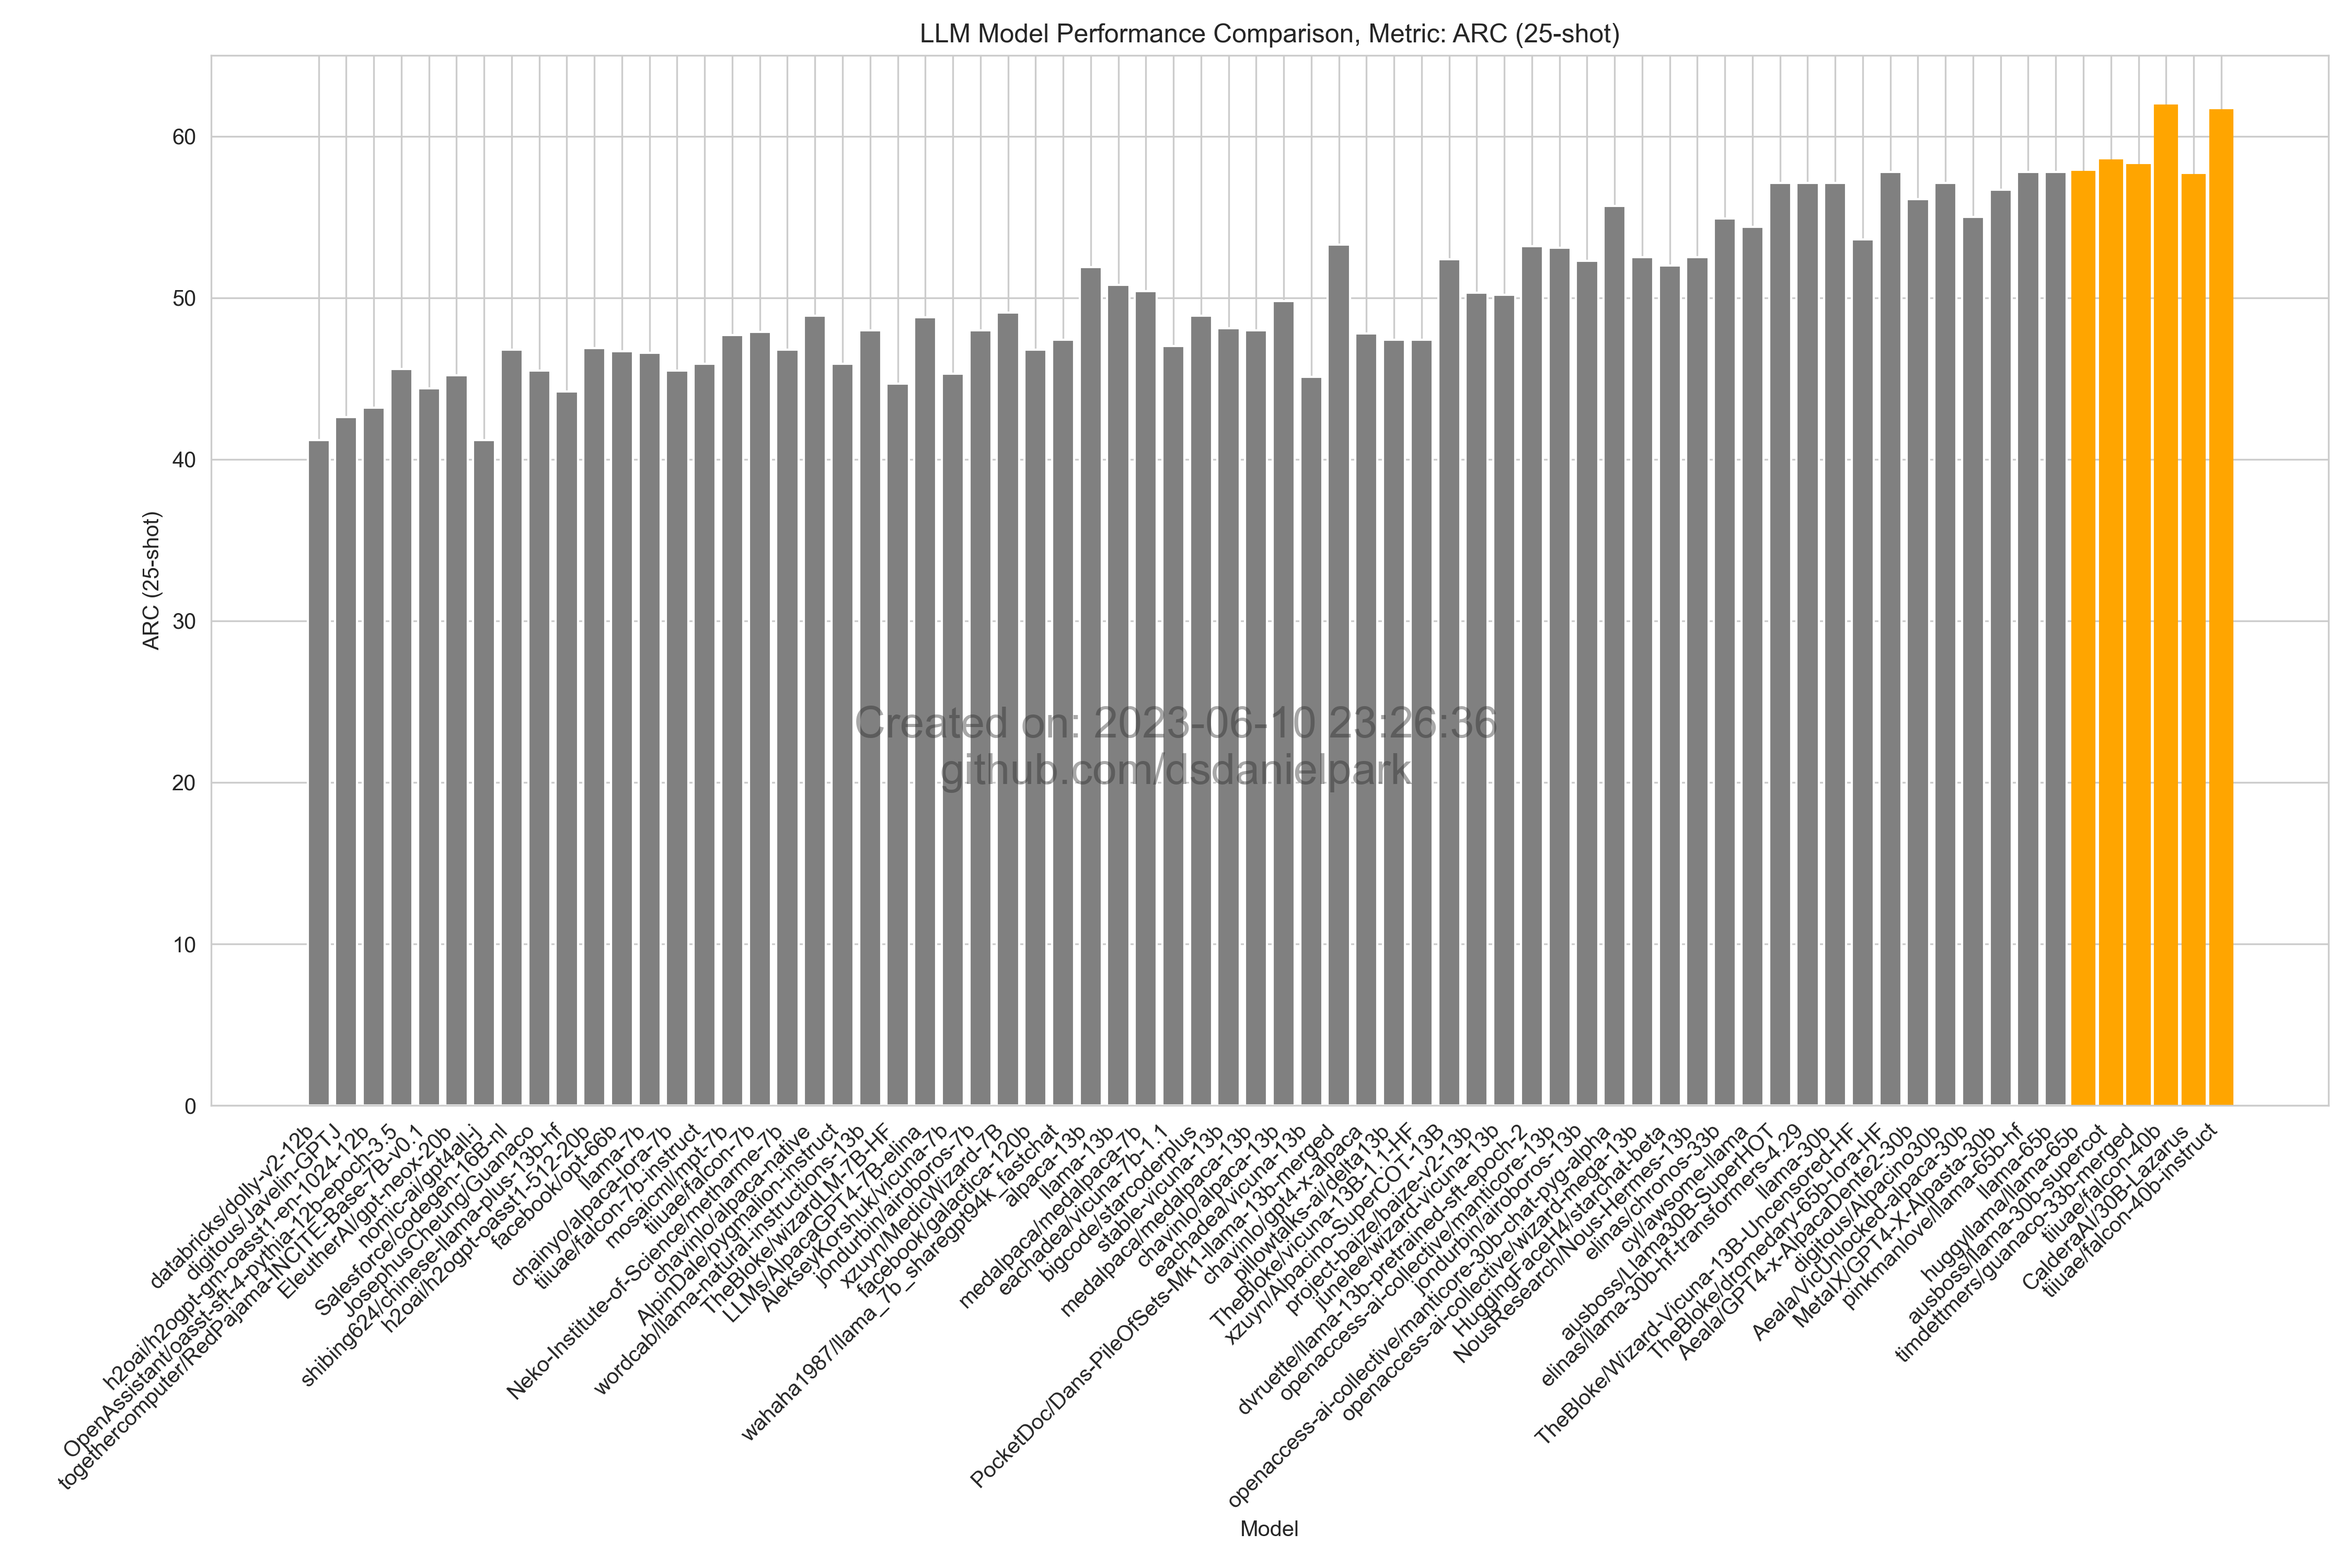 LLM Model Performance Comparison, Metric: ARC (25-shot)
ARC (25-shot)
60
50
40
30
20
10
0
Created on: 2023-06-10 23:26:36
github.com/dsdanielpark
databricks/dolly-v2-12b
digitous/Javelin-GPTJ
h2oai/h2ogpt-gm-oasst1-en-1024-12b
OpenAssistant/oasst-sft-4-pythia-12b-epoch-3.5
togethercomputer/RedPajama-INCITE-Base-7B-v0.1
EleutherAI/gpt-neox-20b
nomic-ai/gpt4all-j
Salesforce/codegen-16B-nl
JosephusCheung/Guanaco
shibing624/chinese-llama-plus-13b-hf
h2oai/h2ogpt-oasst1-512-20b
facebook/opt-66b
llama-7b
chainyo/alpaca-lora-7b
tiiuae/falcon-7b-instruct
mosaicml/mpt-7b
tiiuae/falcon-7b
Neko-Institute-of-Science/metharme-7b
chavinlo/alpaca-native
AlpinDale/pygmalion-instruct
wordcab/llama-natural-instructions-13b
TheBloke/wizardLM-7B-HF
LLMs/AlpacaGPT4-7B-elina
AlekseyKorshuk/vicuna-7b
jondurbin/airoboros-7b
xzuyn/MedicWizard-7B
facebook/galactica-120b
wahaha1987/llama_7b_sharegpt94k_fastchat
alpaca-13b
llama-13b
medalpaca/medalpaca-7b
eachadea/vicuna-7b-1.1
bigcode/starcoderplus
stable-vicuna-13b
medalpaca/medalpaca-13b
chavinlo/alpaca-13b
eachadea/vicuna-13b
PocketDoc/Dans-PileOfSets-Mk1-llama-13b-merged
chavinlo/gpt4-x-alpaca
pillowtalks-ai/delta13b
TheBloke/vicuna-13B-1.1-HF
xzuyn/Alpacino-SuperCOT-13B
project-baize/baize-v2-13b
junelee/wizard-vicuna-13b
dvruette/llama-13b-pretrained-sft-epoch-2
openaccess-ai-collective/manticore-13b
jondurbin/airoboros-13b
openaccess-ai-collective/manticore-30b-chat-pyg-alpha
openaccess-ai-collective/wizard-mega-13b
HuggingFaceH4/starchat-beta
NousResearch/Nous-Hermes-13b
elinas/chronos-33b
cyl/awsome-llama
ausboss/Llama30B-SuperHOT
elinas/llama-30b-hf-transformers-4.29
llama-30b
TheBloke/Wizard-Vicuna-13B-Uncensored-HF
TheBloke/dromedary-65b-lora-HF
Aeala/GPT4-x-AlpacaDente2-30b
digitous/Alpacino30b
Aeala/VicUnlocked-alpaca-30b
MetaIX/GPT4-X-Alpasta-30b
pinkmanlove/llama-65b-hf
llama-65b
huggyllama/llama-65b
ausboss/llama-30b-supercot
timdettmers/guanaco-33b-merged
tiiuae/falcon-40b
CalderaAI/30B-Lazarus
tiiuae/falcon-40b-instruct
Model